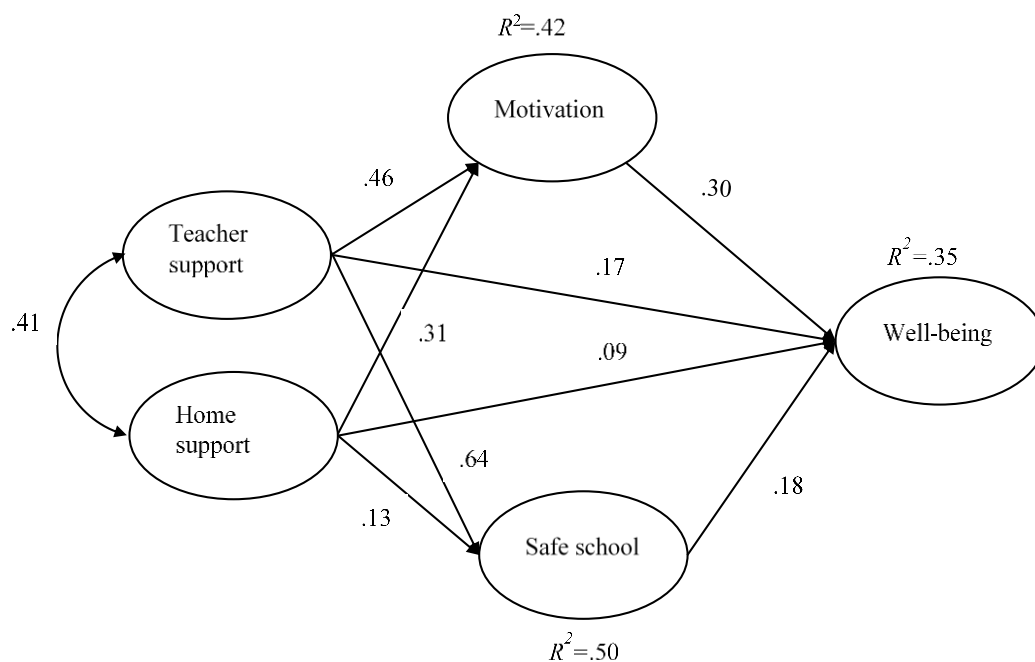 R²=.42
Motivation
.46
.30
Teacher
support
.17
R²=.35
.41
.31
Well-being
.09
Home
support
.64
.13
.18
Safe school
R²=.50